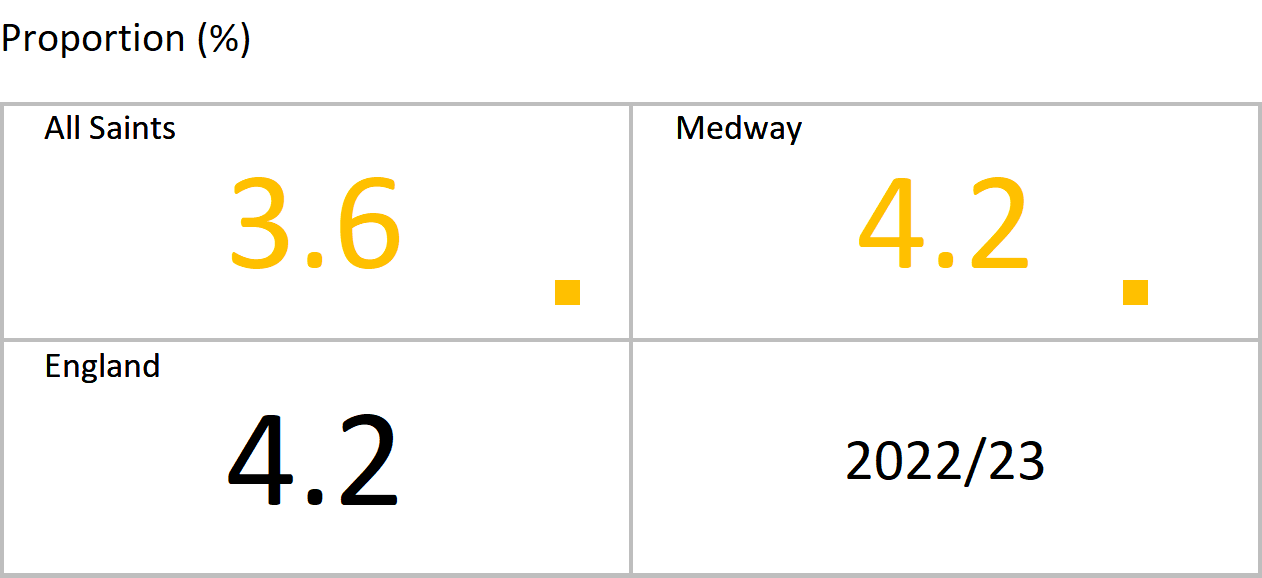 Proportion (%)
All Saints
3.6
Medway
4.2
England
4.2
2022/23